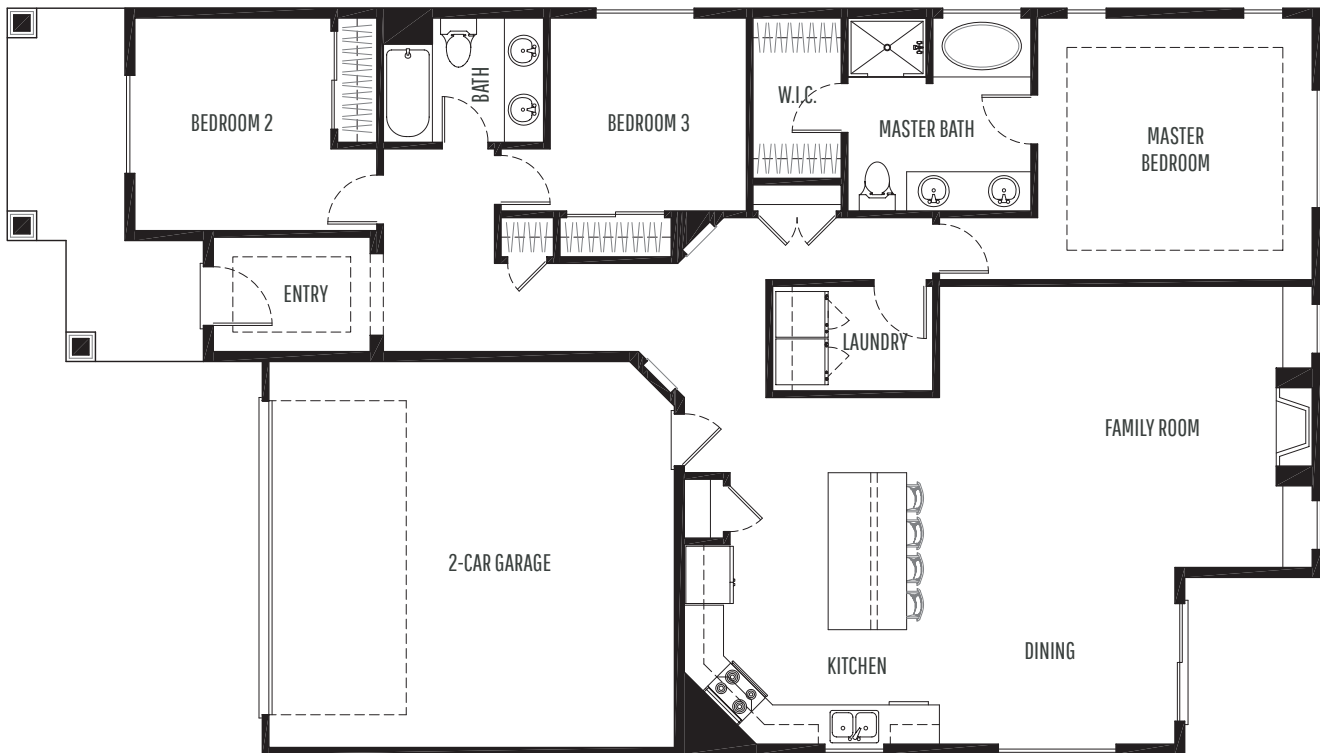 BEDROOM 2
BATH
BEDROOM 3
W.I.C.
MASTER BATH
MASTER
BEDROOM
ENTRY
LAUNDRY
FAMILY ROOM
2-CAR GARAGE
KITCHEN
DINING